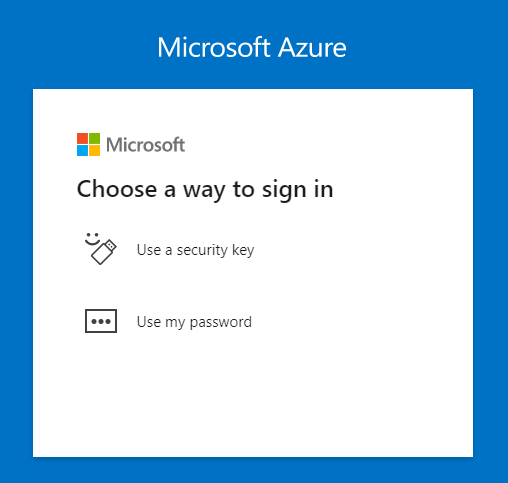 Microsoft Azure
Microsoft
Choose a way to sign in
Use a security key
Use my password